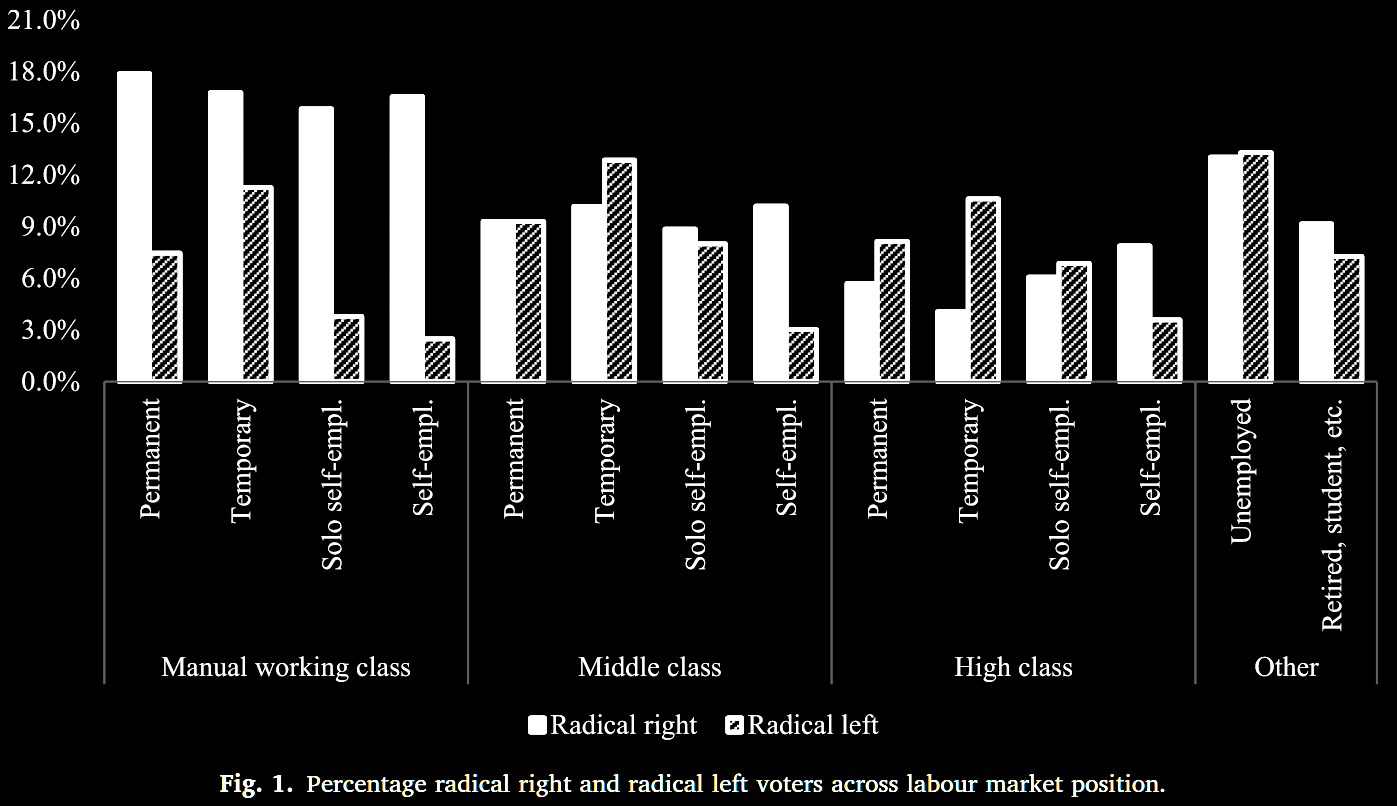 21.0%
18.0%
15.0%
12.0%
9.0%
6.0%
3.0%
0.0%
Permanent
Temporary
Solo self-empl.
Self-empl.
Permanent
Temporary
Solo self-empl.
Self-empl.
Permanent
Temporary
Solo self-empl.
Self-empl.
Unemployed
Retired, student, etc.
Manual working class
Middle class
High class
Other
Radical right
Radical left
Fig. 1. Percentage radical right and radical left voters across labour market position.